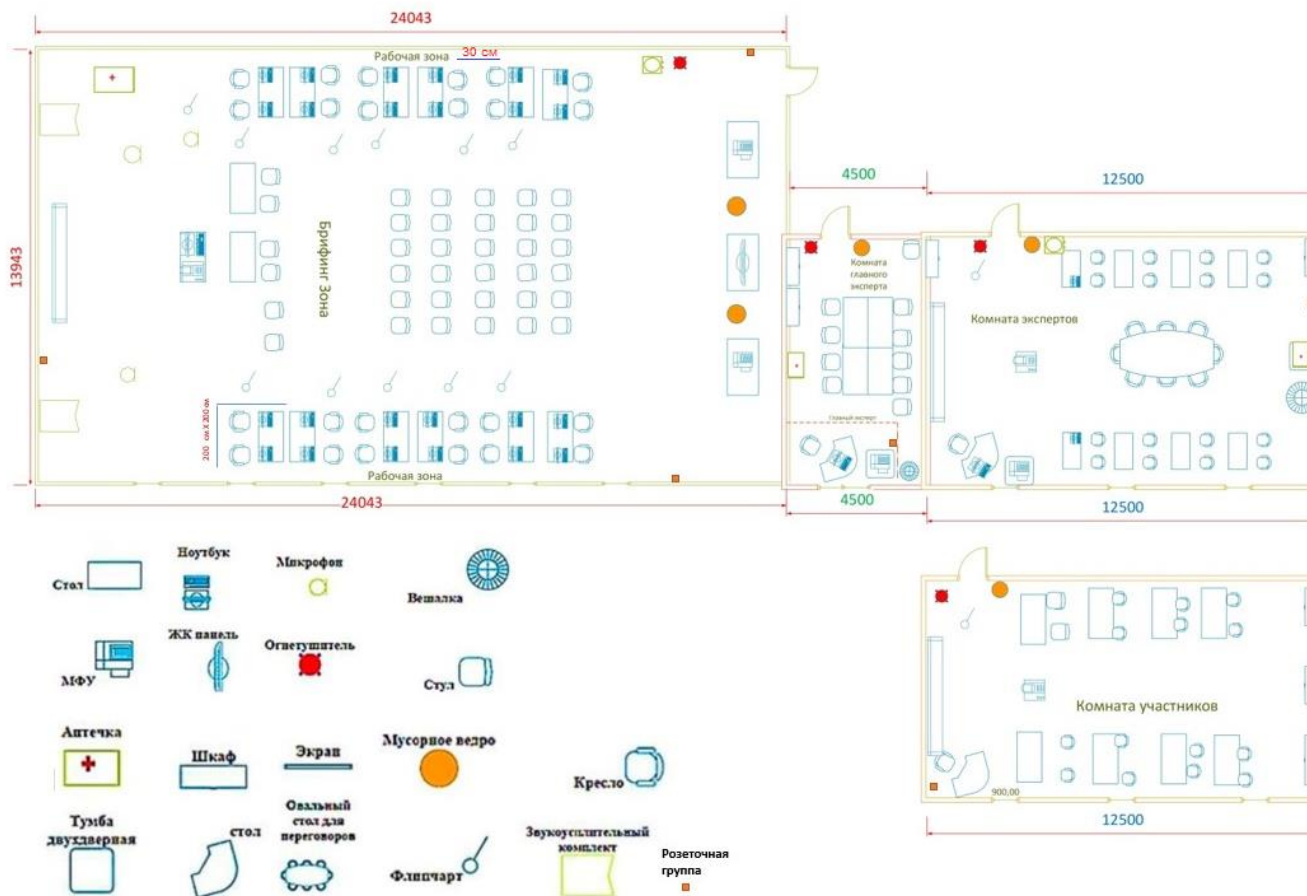 24043
Рабочая зона 30 см
4500
12500
13943
Брифинг Зона
Комната
главного
эксперта
Комната экспертов
Главный эксперт
200 см X 200 см
Рабочая зона
24043
4500
12500
Стол
Ноутбук
Микрофон
Вешалка
МФУ
ЖК панель
Огнетушитель
Стул
Аптечка
Шкаф
Экран
Мусорное ведро
Кресло
Тумба
двухдверная
стол
Овальный
стол для
переговоров
Флипчарт
Звукоусилительный
комплект
Розеточная
группа
Комната участников
900,00
12500